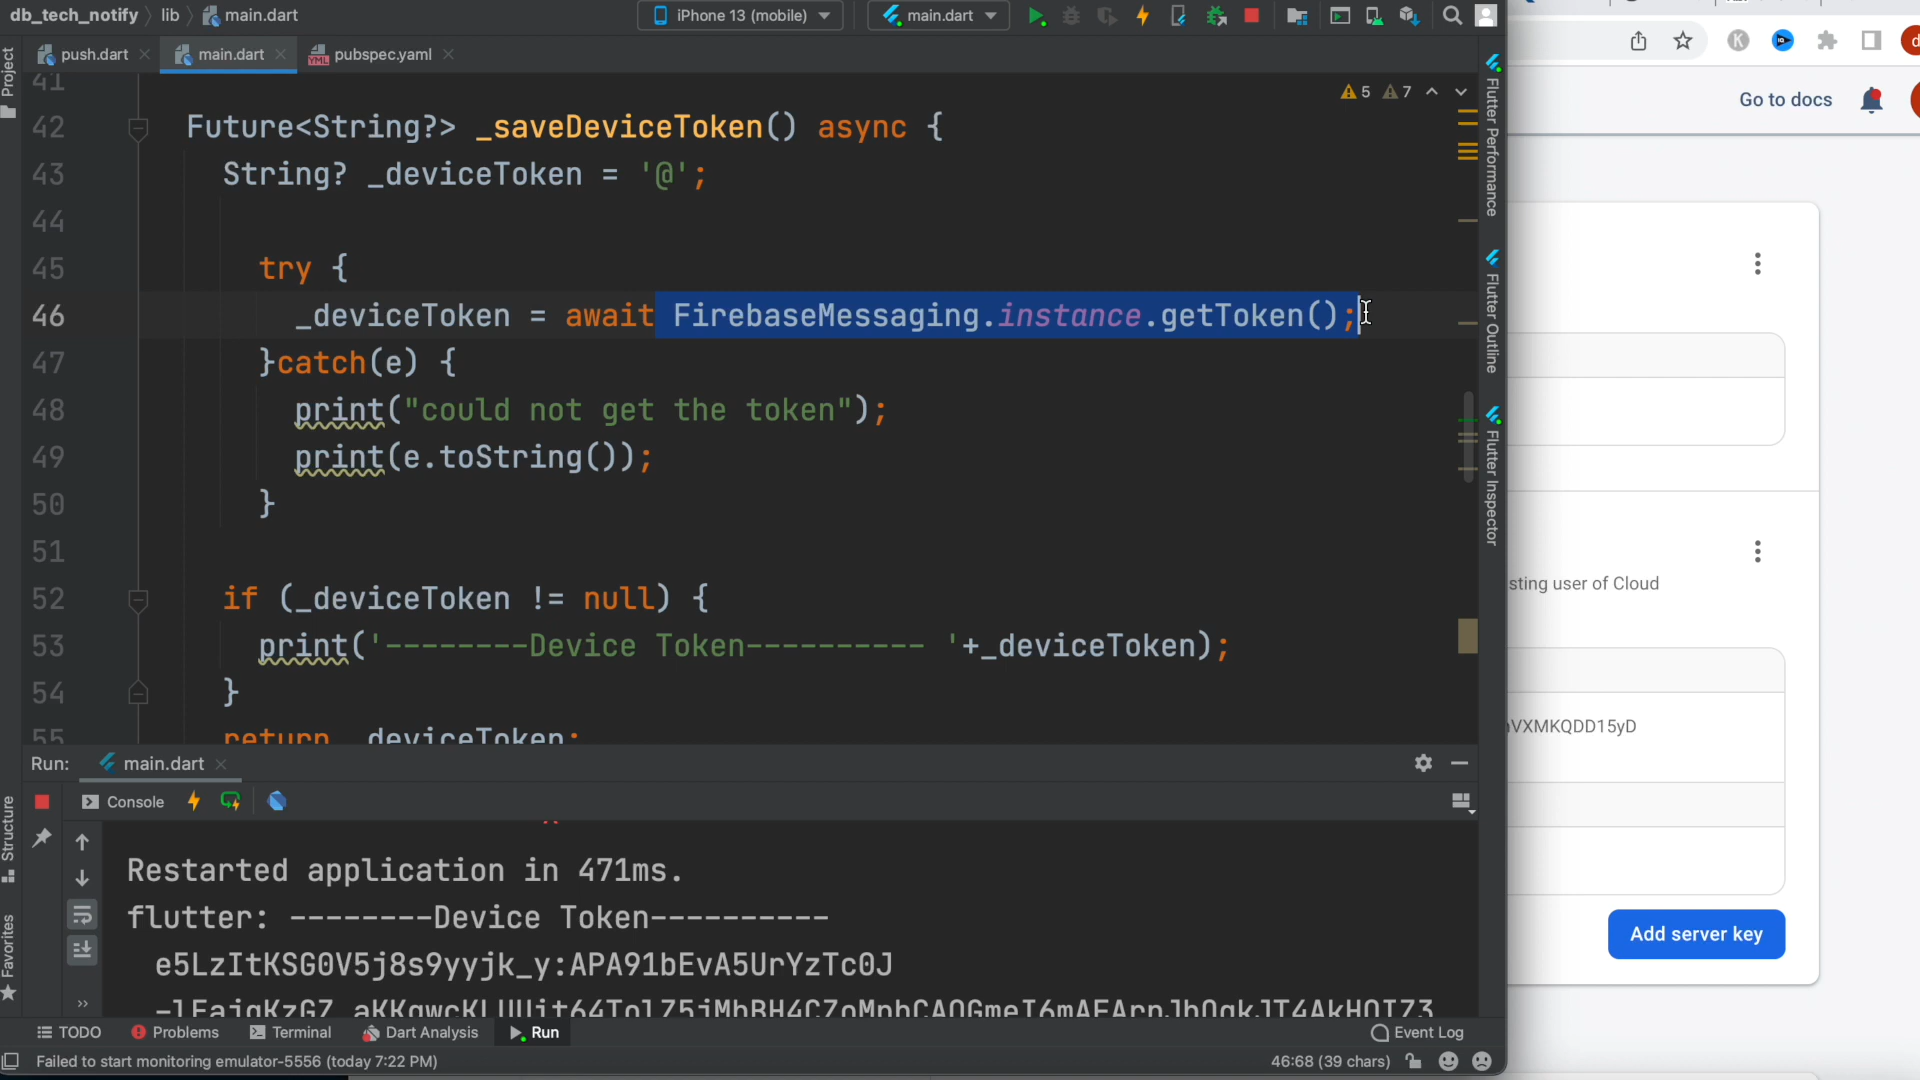 db_tech_notify lib main.dart
iPhone 13 (mobile)
main.dart
push.dart
main.dart
pubspec.yaml
Project
41
5 7
42 Future<String?> _saveDeviceToken() async {
43 String? _deviceToken = '@';
44
45 try {
46 _deviceToken = await FirebaseMessaging.instance.getToken();
47 }catch(e) {
48 print("could not get the token");
49 print(e.toString());
50 }
51
52 if (_deviceToken != null) {
53 print('--------Device Token---------- '+_deviceToken);
54 }
55 return _deviceToken;
Flutter Performance
Flutter Outline
Flutter Inspector
Run: main.dart
Console
Structure
Favorites
Restarted application in 471ms.
flutter: --------Device Token----------
e5LzItKSG0V5j8s9yyjk_y:APA91bEvA5UrYzTc0J
TODO Problems Terminal Dart Analysis Run Event Log
Failed to start monitoring emulator-5556 (today 7:22 PM) 46:68 (39 chars)
Go to docs
sting user of Cloud
VXMKQDD15yD
Add server key